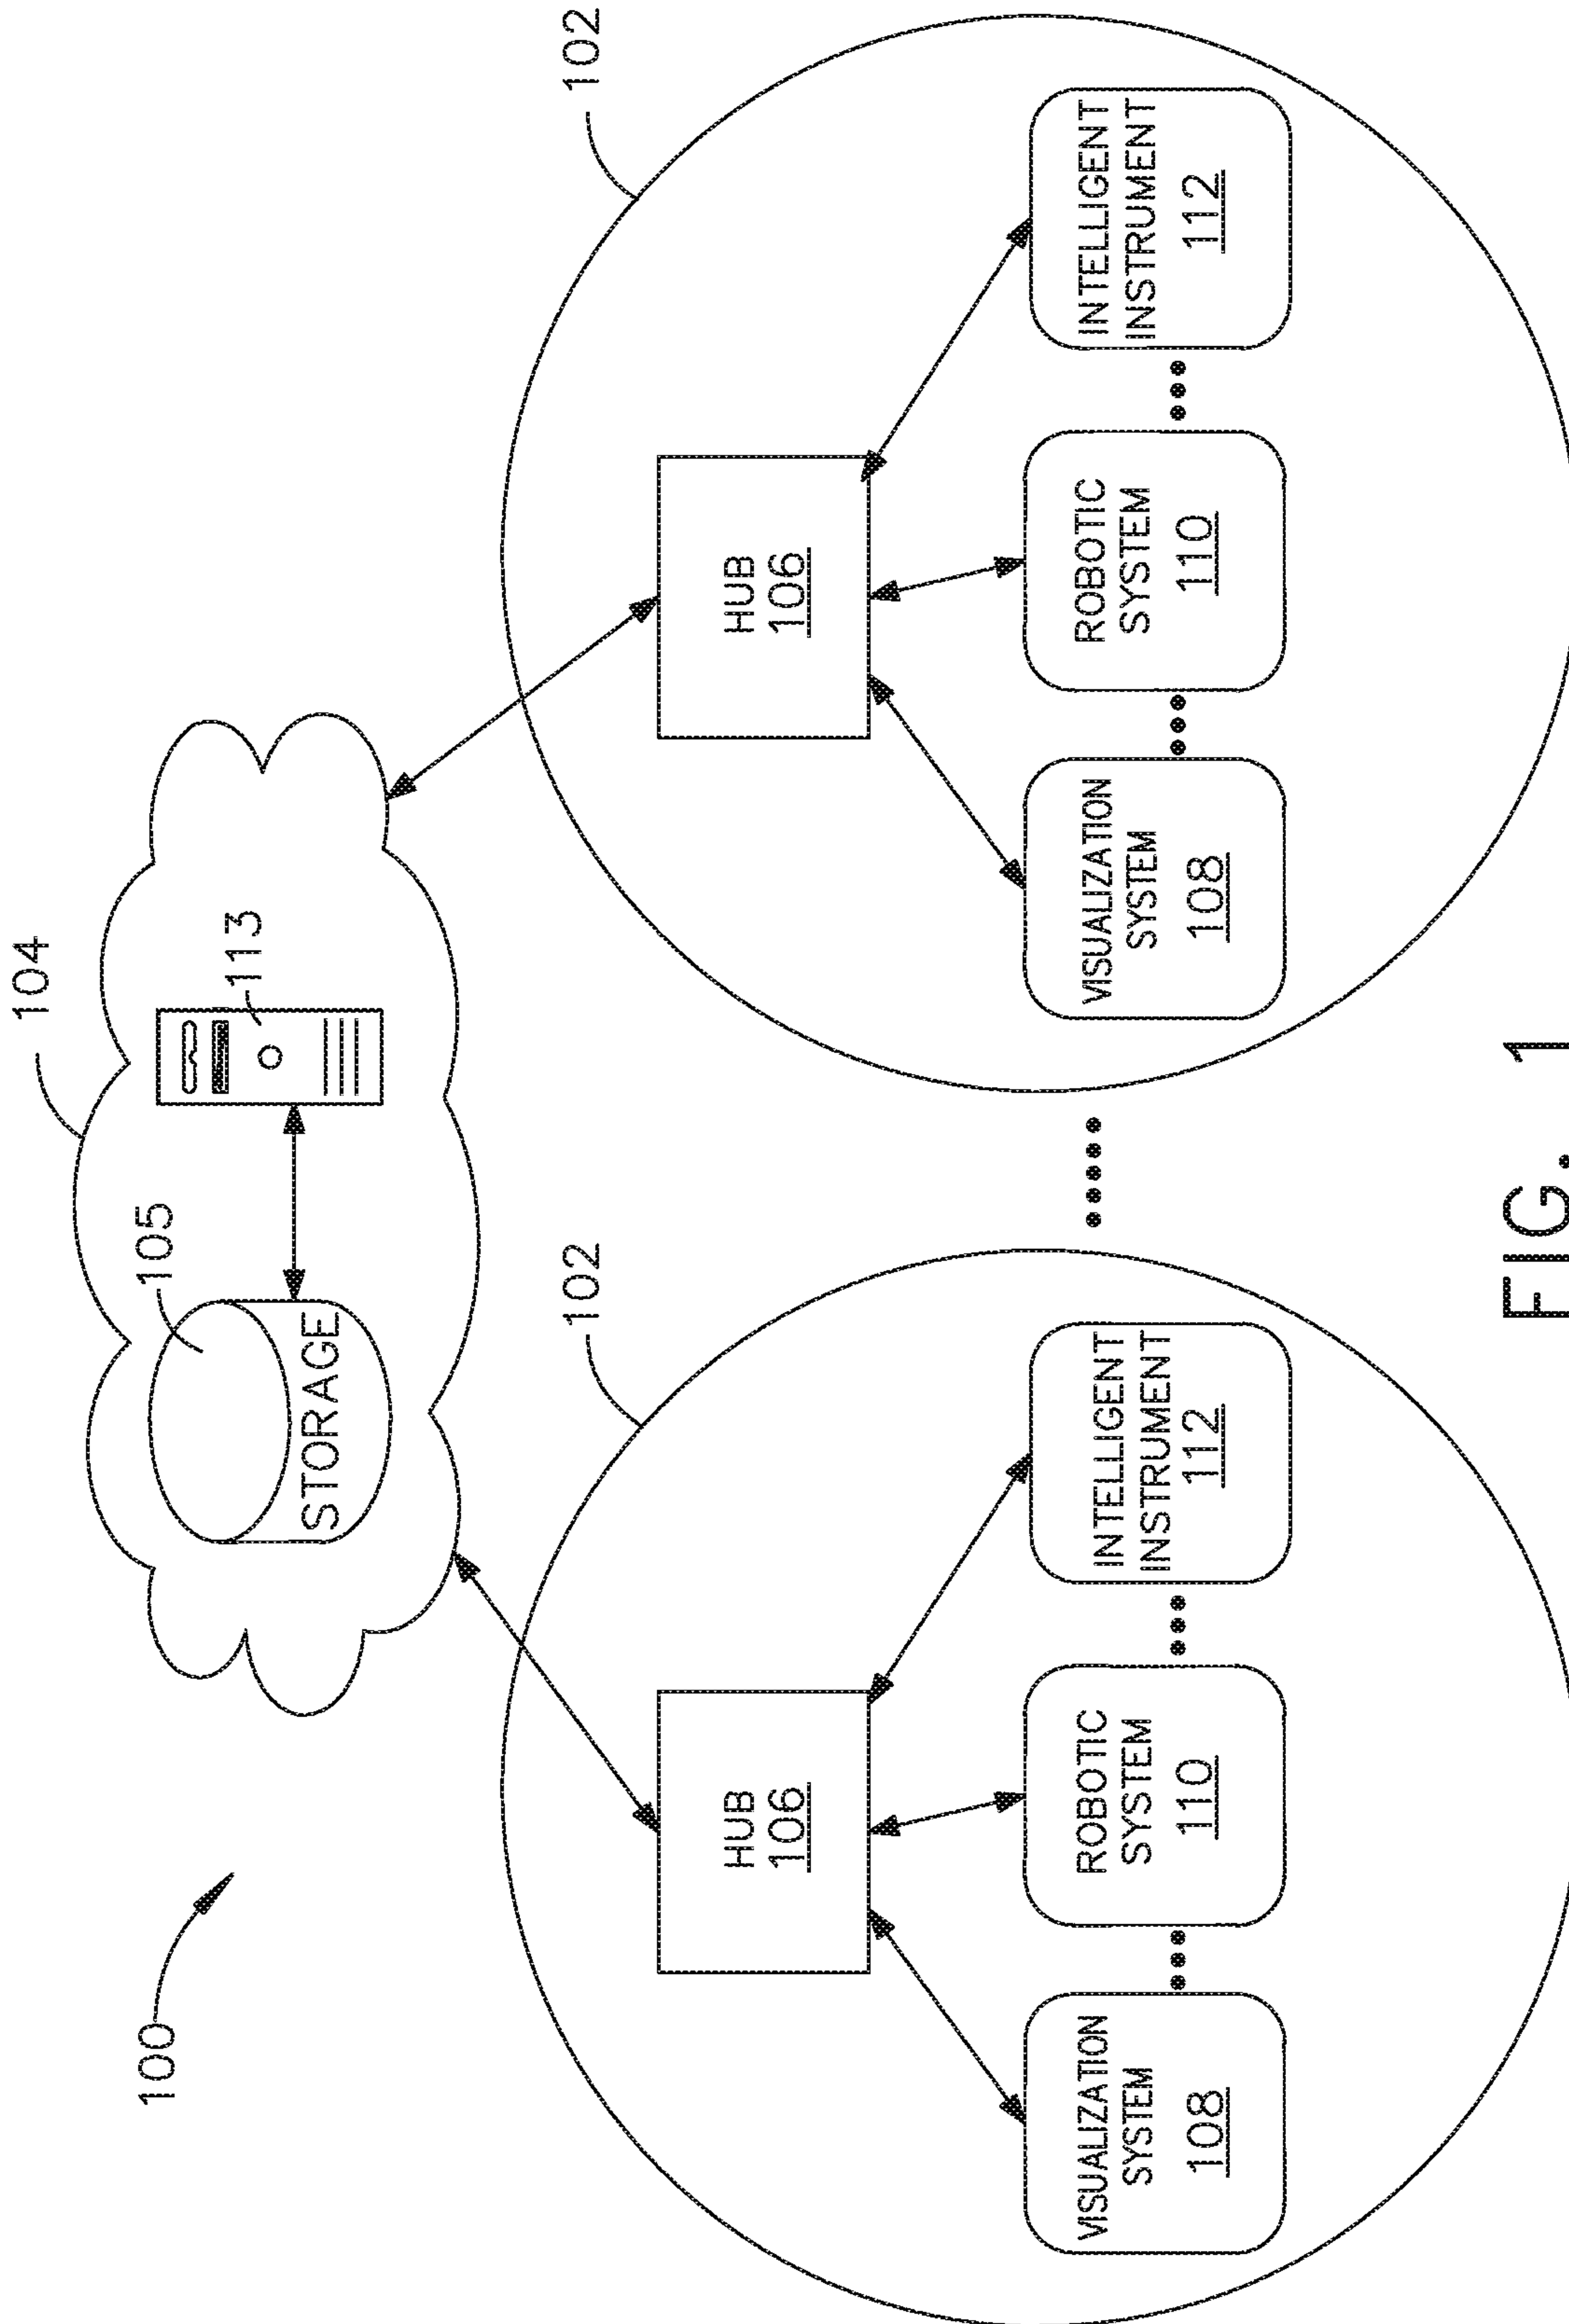 100
104
105
STORAGE
113
102
HUB
106
VISUALIZATION
SYSTEM
108
ROBOTIC
SYSTEM
110
INTELLIGENT
INSTRUMENT
112
102
HUB
106
VISUALIZATION
SYSTEM
108
ROBOTIC
SYSTEM
110
INTELLIGENT
INSTRUMENT
112
FIG. 1